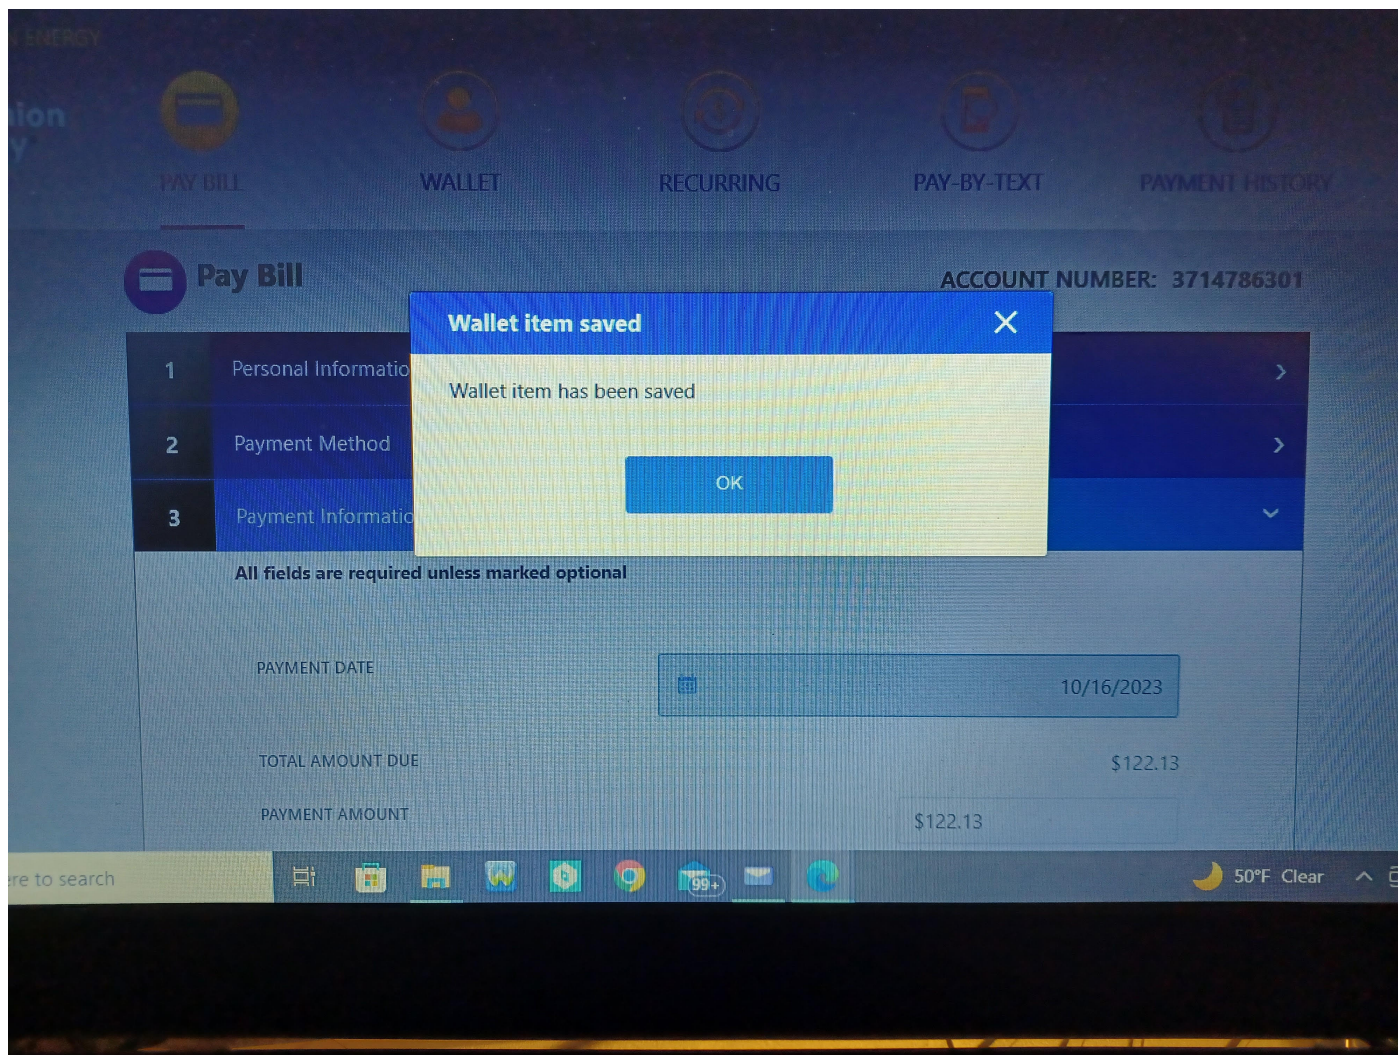 ENERGY
ion
y
PAY BILL
WALLET
RECURRING
PAY-BY-TEXT
PAYMENT HISTORY
Pay Bill
ACCOUNT NUMBER: 3714786301
Wallet item saved
1 Personal Informatio
Wallet item has been saved
2 Payment Method
OK
3 Payment Informatio
All fields are required unless marked optional
PAYMENT DATE
10/16/2023
TOTAL AMOUNT DUE
$122.13
PAYMENT AMOUNT
$122.13
ere to search
99+
50°F Clear